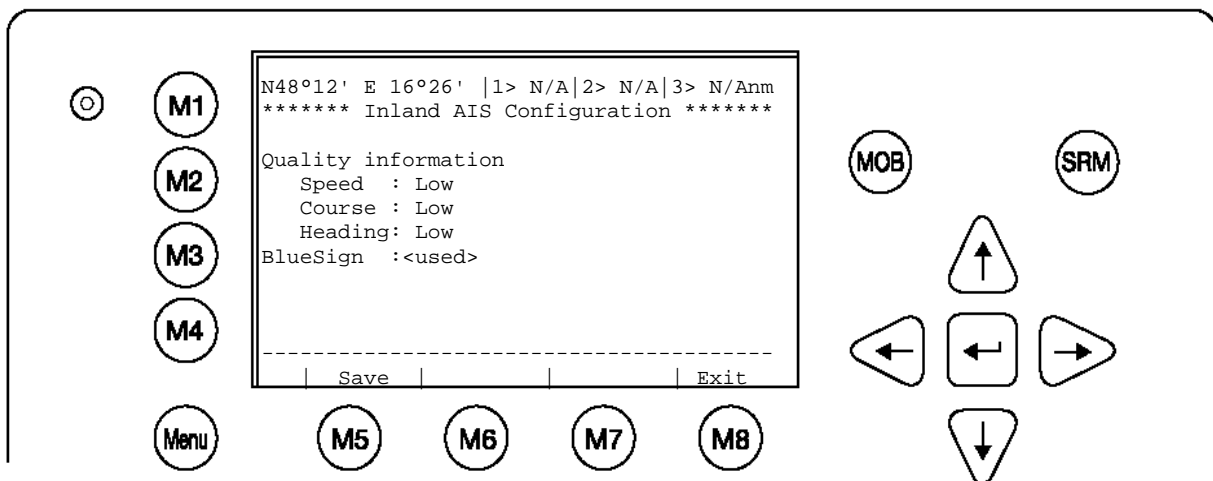 N48°12' E 16°26' |1> N/A|2> N/A|3> N/Anm
******* Inland AIS Configuration *******
Quality information
Speed : Low
Course : Low
Heading: Low
BlueSign :<used>
----------------------------------------
| Save | | | Exit
M1
M2
M3
M4
Menu
M5
M6
M7
M8
MOB
SRM